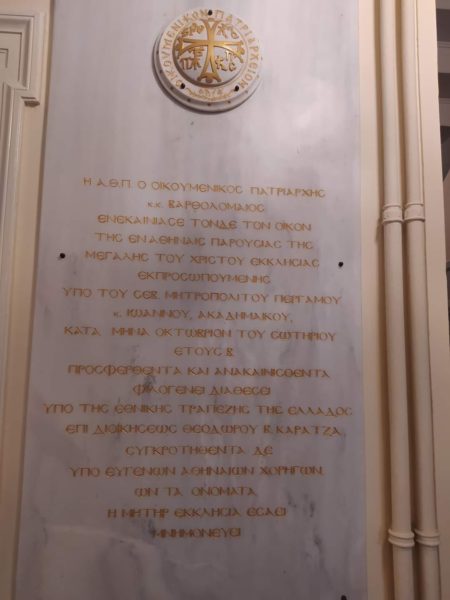 ΟΙΚΟΥΜΕΝΙΚΟΝ ΠΑΤΡΙΑΡΧΕΙΟΝ
Η Α.Θ.Π. Ο ΟΙΚΟΥΜΕΝΙΚΟΣ ΠΑΤΡΙΑΡΧΗΣ
κ.κ. ΒΑΡΘΟΛΟΜΑΙΟΣ
ΕΝΕΚΑΙΝΙΑΣΕ ΤΟΝΔΕ ΤΟΝ ΟΙΚΟΝ
ΤΗΣ ΕΝ ΑΘΗΝΑΙΣ ΠΑΡΟΥΣΙΑΣ ΤΗΣ
ΜΕΓΑΛΗΣ ΤΟΥ ΧΡΙΣΤΟΥ ΕΚΚΛΗΣΙΑΣ
ΕΚΠΡΟΣΩΠΟΥΜΕΝΗΣ
ΥΠΟ ΤΟΥ ΣΕΒ. ΜΗΤΡΟΠΟΛΙΤΟΥ ΠΕΡΓΑΜΟΥ
κ. ΙΩΑΝΝΟΥ, ΑΚΑΔΗΜΑΪΚΟΥ,
ΚΑΤΑ ΜΗΝΑ ΟΚΤΩΒΡΙΟΝ ΤΟΥ ΣΩΤΗΡΙΟΥ
ΕΤΟΥΣ ͵Β
ΠΡΟΣΦΕΡΘΕΝΤΑ ΚΑΙ ΑΝΑΚΑΙΝΙΣΘΕΝΤΑ
ΦΙΛΟΓΕΝΕΙ ΔΙΑΘΕΣΕΙ
ΥΠΟ ΤΗΣ ΕΘΝΙΚΗΣ ΤΡΑΠΕΖΗΣ ΤΗΣ ΕΛΛΑΔΟΣ
ΕΠΙ ΔΙΟΙΚΗΣΕΩΣ ΘΕΟΔΩΡΟΥ Β. ΚΑΡΑΤΖΑ,
ΣΥΓΚΡΟΤΗΘΕΝΤΑ ΔΕ
ΥΠΟ ΕΥΓΕΝΩΝ ΑΘΗΝΑΙΩΝ ΧΟΡΗΓΩΝ,
ΩΝ ΤΑ ΟΝΟΜΑΤΑ
Η ΜΗΤΗΡ ΕΚΚΛΗΣΙΑ ΕΣΑΕΙ
ΜΝΗΜΟΝΕΥΕΙ